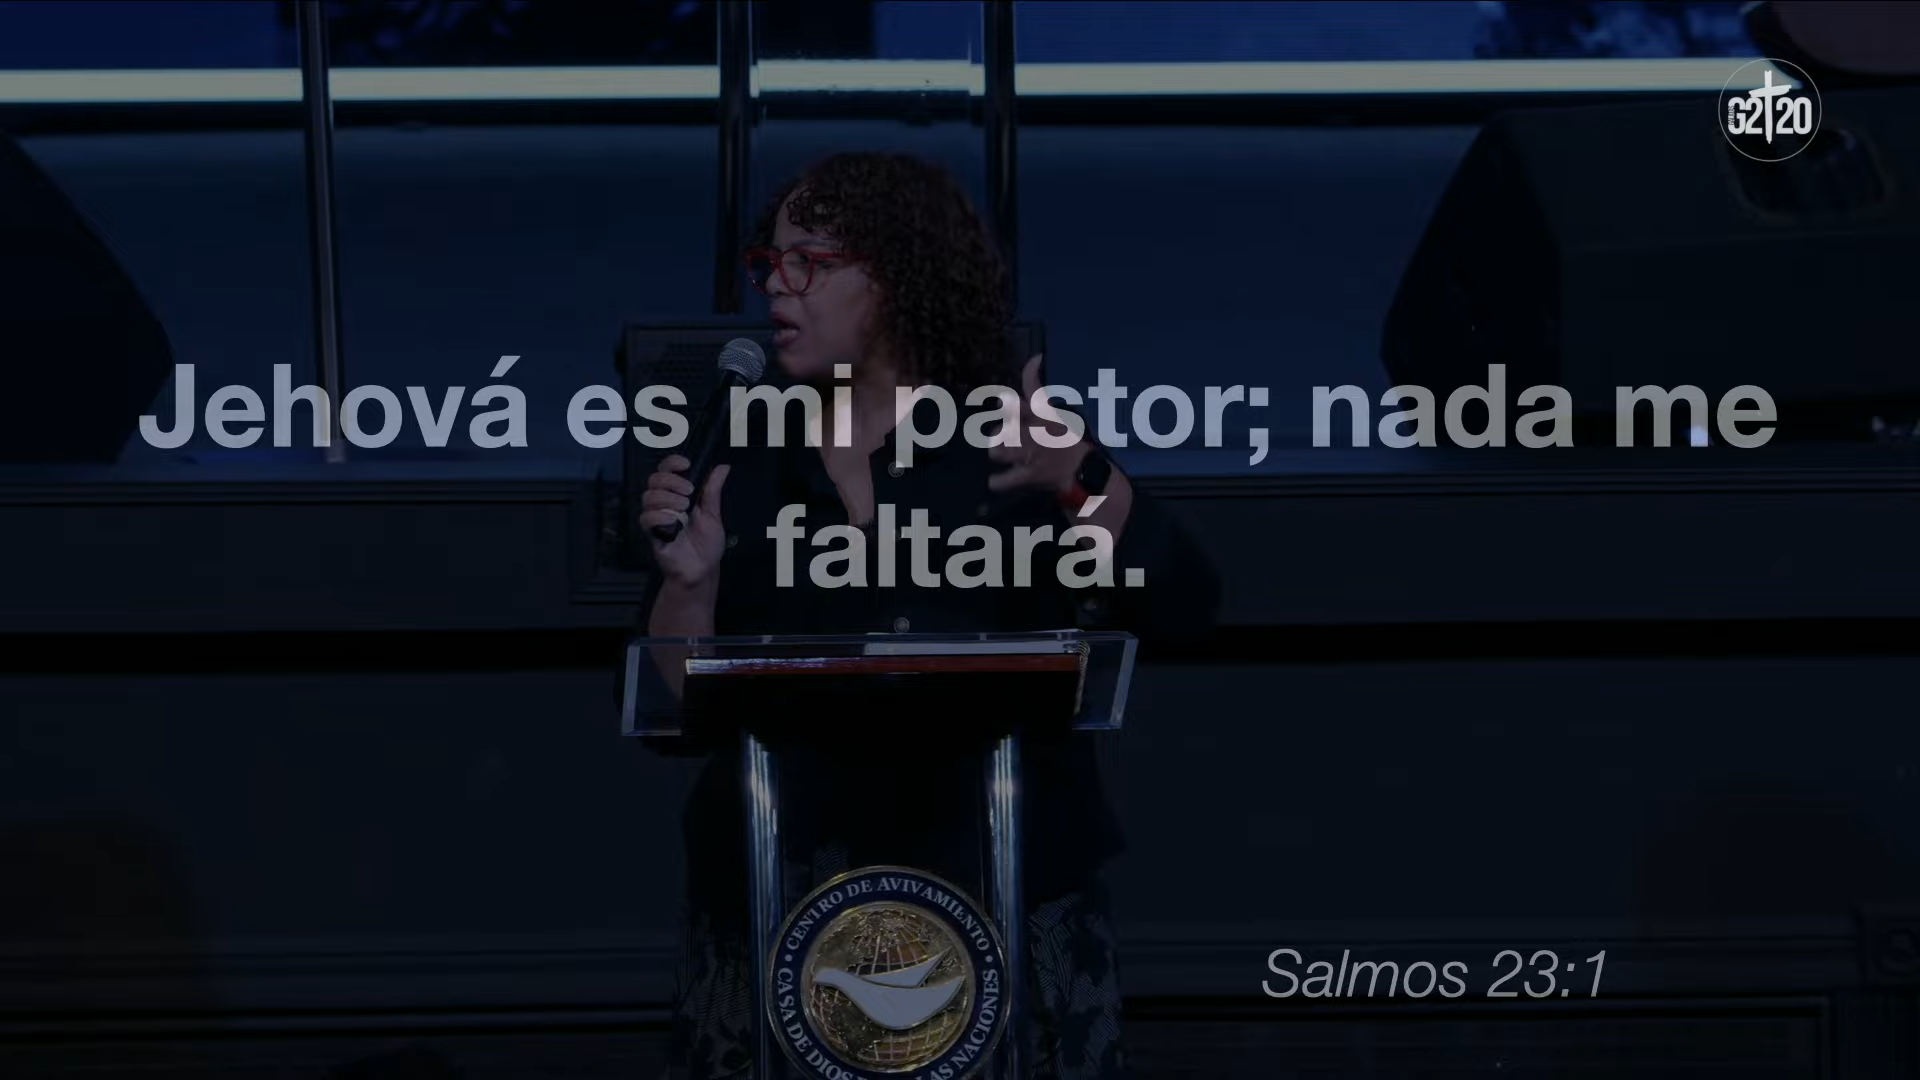 G2 20
Jehová es mi pastor; nada me
faltará.
Salmos 23:1
• CENTRO DE AVIVAMIENTO •
CASA DE DIOS
LAS NACIONES